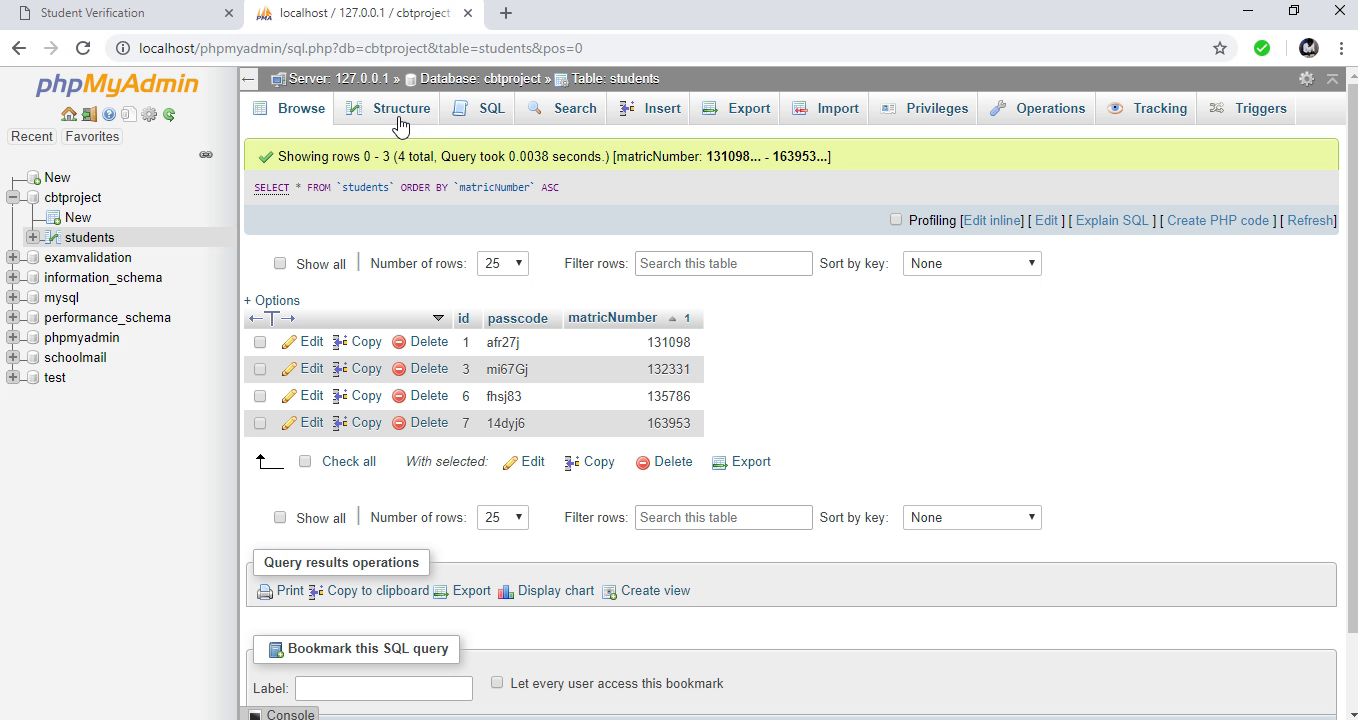 Student Verification
localhost / 127.0.0.1 / cbtproject
localhost/phpmyadmin/sql.php?db=cbtproject&table=students&pos=0
phpMyAdmin
Recent Favorites
New
cbtproject
New
students
examvalidation
information_schema
mysql
performance_schema
phpmyadmin
schoolmail
test
Server: 127.0.0.1 » Database: cbtproject » Table: students
Browse Structure SQL Search Insert Export Import Privileges Operations Tracking Triggers
Showing rows 0 - 3 (4 total, Query took 0.0038 seconds.) [matricNumber: 131098... - 163953...]
SELECT * FROM `students` ORDER BY `matricNumber` ASC
Profiling [Edit inline] [ Edit ] [ Explain SQL ] [ Create PHP code ] [ Refresh]
Show all Number of rows: 25 Filter rows: Search this table Sort by key: None
+ Options
id passcode matricNumber 1
Edit Copy Delete 1 afr27j 131098
Edit Copy Delete 3 mi67Gj 132331
Edit Copy Delete 6 fhsj83 135786
Edit Copy Delete 7 14dyj6 163953
Check all With selected: Edit Copy Delete Export
Show all Number of rows: 25 Filter rows: Search this table Sort by key: None
Query results operations
Print Copy to clipboard Export Display chart Create view
Bookmark this SQL query
Label: Let every user access this bookmark
Console